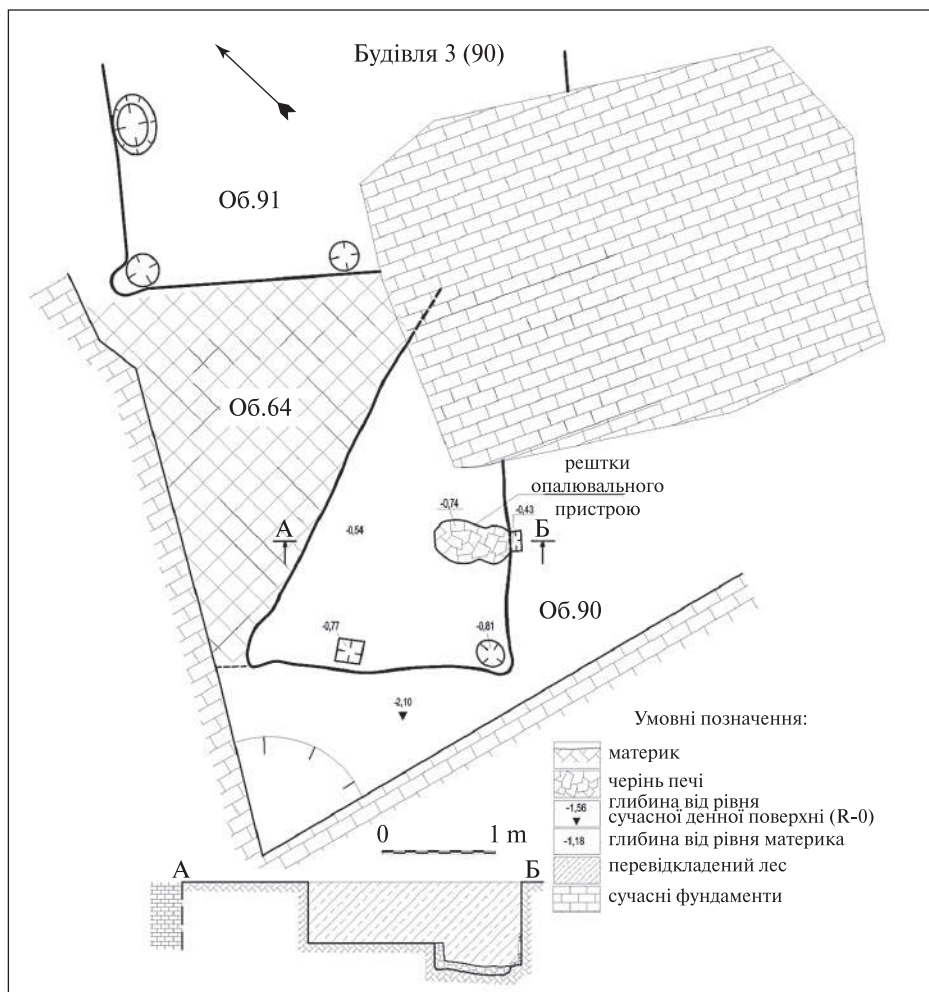 Будівля 3 (90)
Об.91
Об.64
рештки
опалювального
пристрою
-0,74
-0,43
А
-0,54
Б
Об.90
-0,77
-0,81
-2,10
Умовні позначення:
материк
черінь печі
глибина від рівня
-1,56
сучасної денної поверхні (R-0)
-1,18
глибина від рівня материка
перевідкладений лес
сучасні фундаменти
0 1 m
А Б